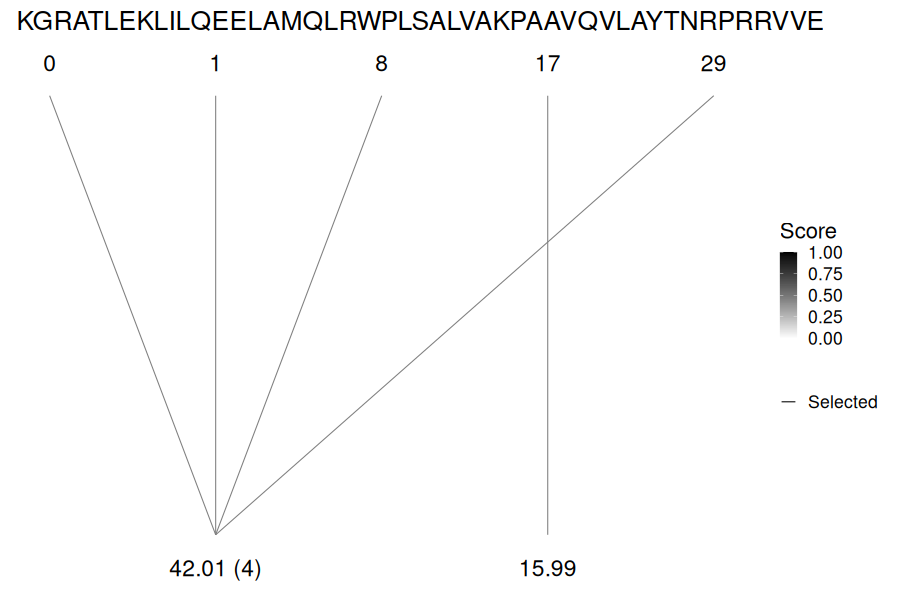 KGRATLEKLILQEELAMQLRWPLSALVAKPAAVQVLAYTNRPRRVVE
0 1 8 17 29
Score
1.00
0.75
0.50
0.25
0.00
Selected
42.01 (4) 15.99